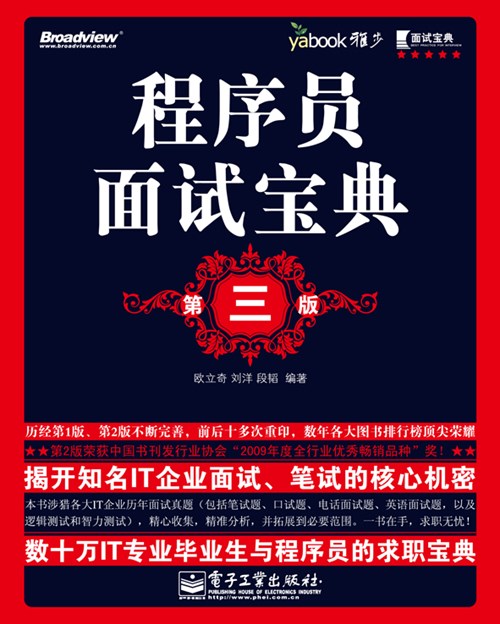 Broadview®
www.broadview.com.cn
yabook 雅步
面试宝典
BEST PRACTICE FOR INTERVIEW
程序员
面试宝典
第三版
欧立奇 刘洋 段韬 编著
历经第1版、第2版不断完善，前后十多次重印，数年各大图书排行榜顶尖荣耀
★★第2版荣获中国书刊发行业协会“2009年度全行业优秀畅销品种”奖！★★
揭开知名IT企业面试、笔试的核心机密
本书涉猎各大IT企业历年面试真题（包括笔试题、口试题、电话面试题、英语面试题，以及
逻辑测试和智力测试），精心收集，精准分析，并拓展到必要范围。一书在手，求职无忧！
数十万IT专业毕业生与程序员的求职宝典
電子工業出版社·
PUBLISHING HOUSE OF ELECTRONICS INDUSTRY
http://www.phei.com.cn